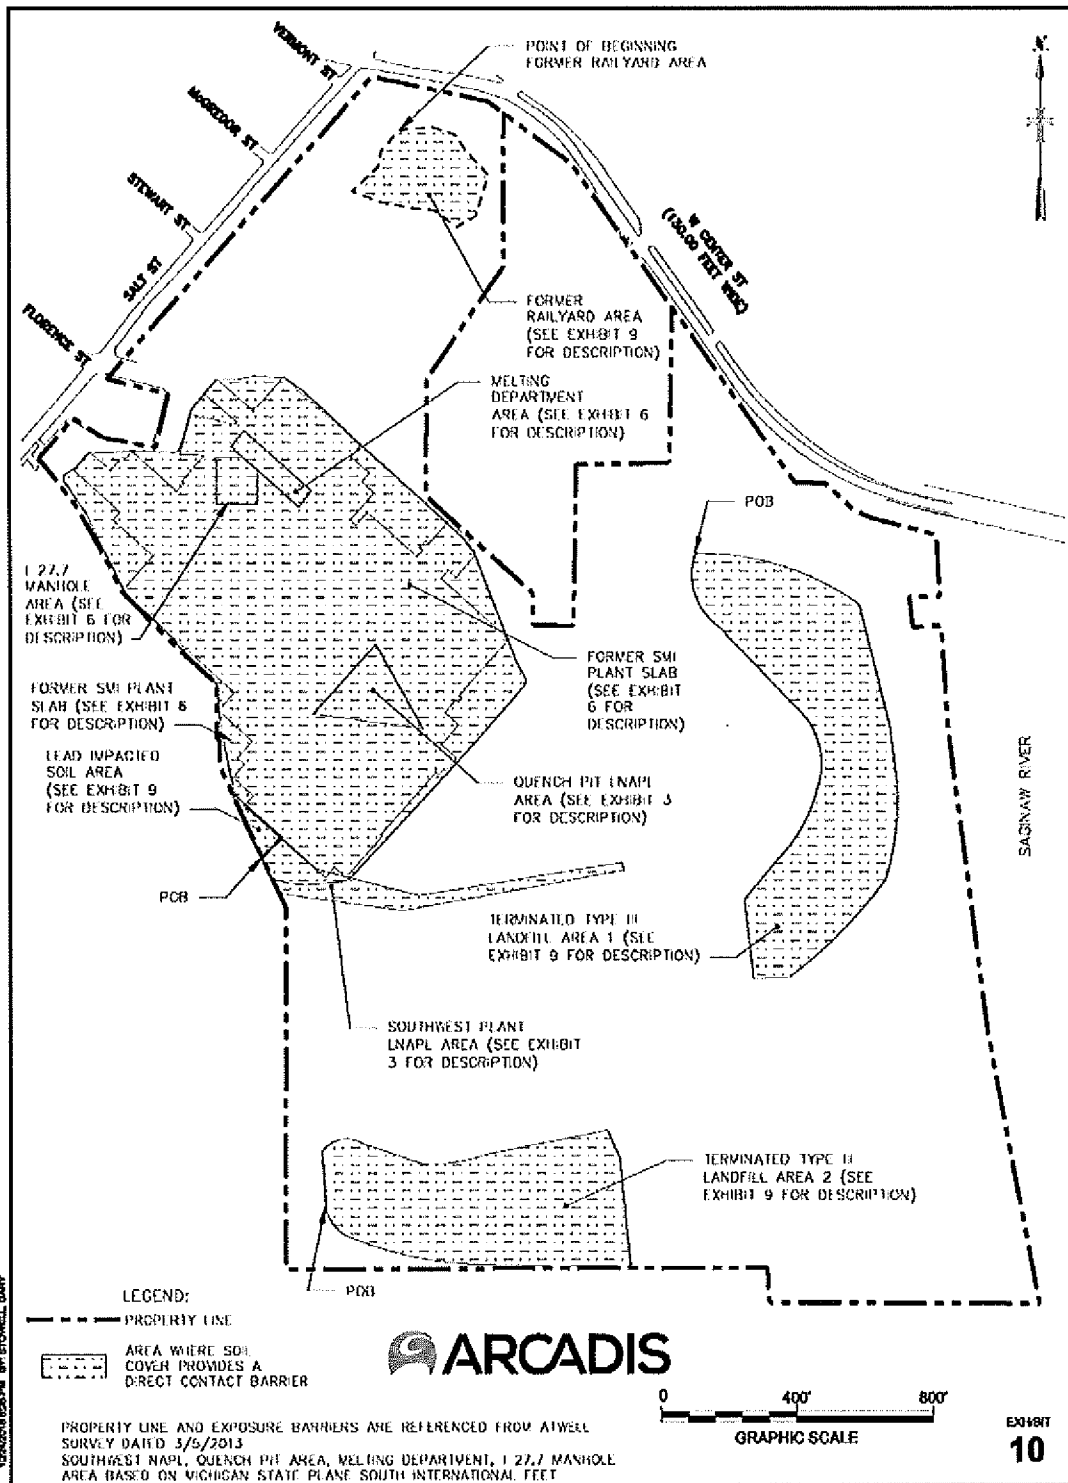 POINT OF BEGINNING
FORMER RAILYARD AREA
N
VERMONT ST
McGREGOR ST
STEWART ST
SALT ST
FLORENCE ST
W CENTER ST
(130.00 FEET WIDE)
FORMER
RAILYARD AREA
(SEE EXHIBIT 9
FOR DESCRIPTION)
MELTING
DEPARTMENT
AREA (SEE EXHIBIT 6
FOR DESCRIPTION)
POB
MANHOLE
AREA (SEE
EXHIBIT 6 FOR
DESCRIPTION)
FORMER SMI
PLANT SLAB
(SEE EXHIBIT
6 FOR
DESCRIPTION)
FORMER SMI PLANT
SLAB (SEE EXHIBIT
FOR DESCRIPTION)
LEAD IMPACTED
SOIL AREA
(SEE EXHIBIT 9
FOR DESCRIPTION)
QUENCH PIT LNAPL
AREA (SEE EXHIBIT 3
FOR DESCRIPTION)
SAGINAW RIVER
POB
TERMINATED TYPE III
LANDFILL AREA 1 (SEE
EXHIBIT 9 FOR DESCRIPTION)
SOUTHWEST PLANT
LNAPL AREA (SEE EXHIBIT
3 FOR DESCRIPTION)
TERMINATED TYPE III
LANDFILL AREA 2 (SEE
EXHIBIT 9 FOR DESCRIPTION)
POB
LEGEND:
PROPERTY LINE
AREA WHERE SOIL
COVER PROVIDES A
DIRECT CONTACT BARRIER
ARCADIS
0 400' 800'
GRAPHIC SCALE
PROPERTY LINE AND EXPOSURE BARRIERS ARE REFERENCED FROM ATWELL
SURVEY DATED 3/5/2013
SOUTHWEST NAPL, QUENCH PIT AREA, MELTING DEPARTMENT, I 27.7 MANHOLE
AREA BASED ON MICHIGAN STATE PLANE SOUTH INTERNATIONAL FEET
EXHIBIT
10